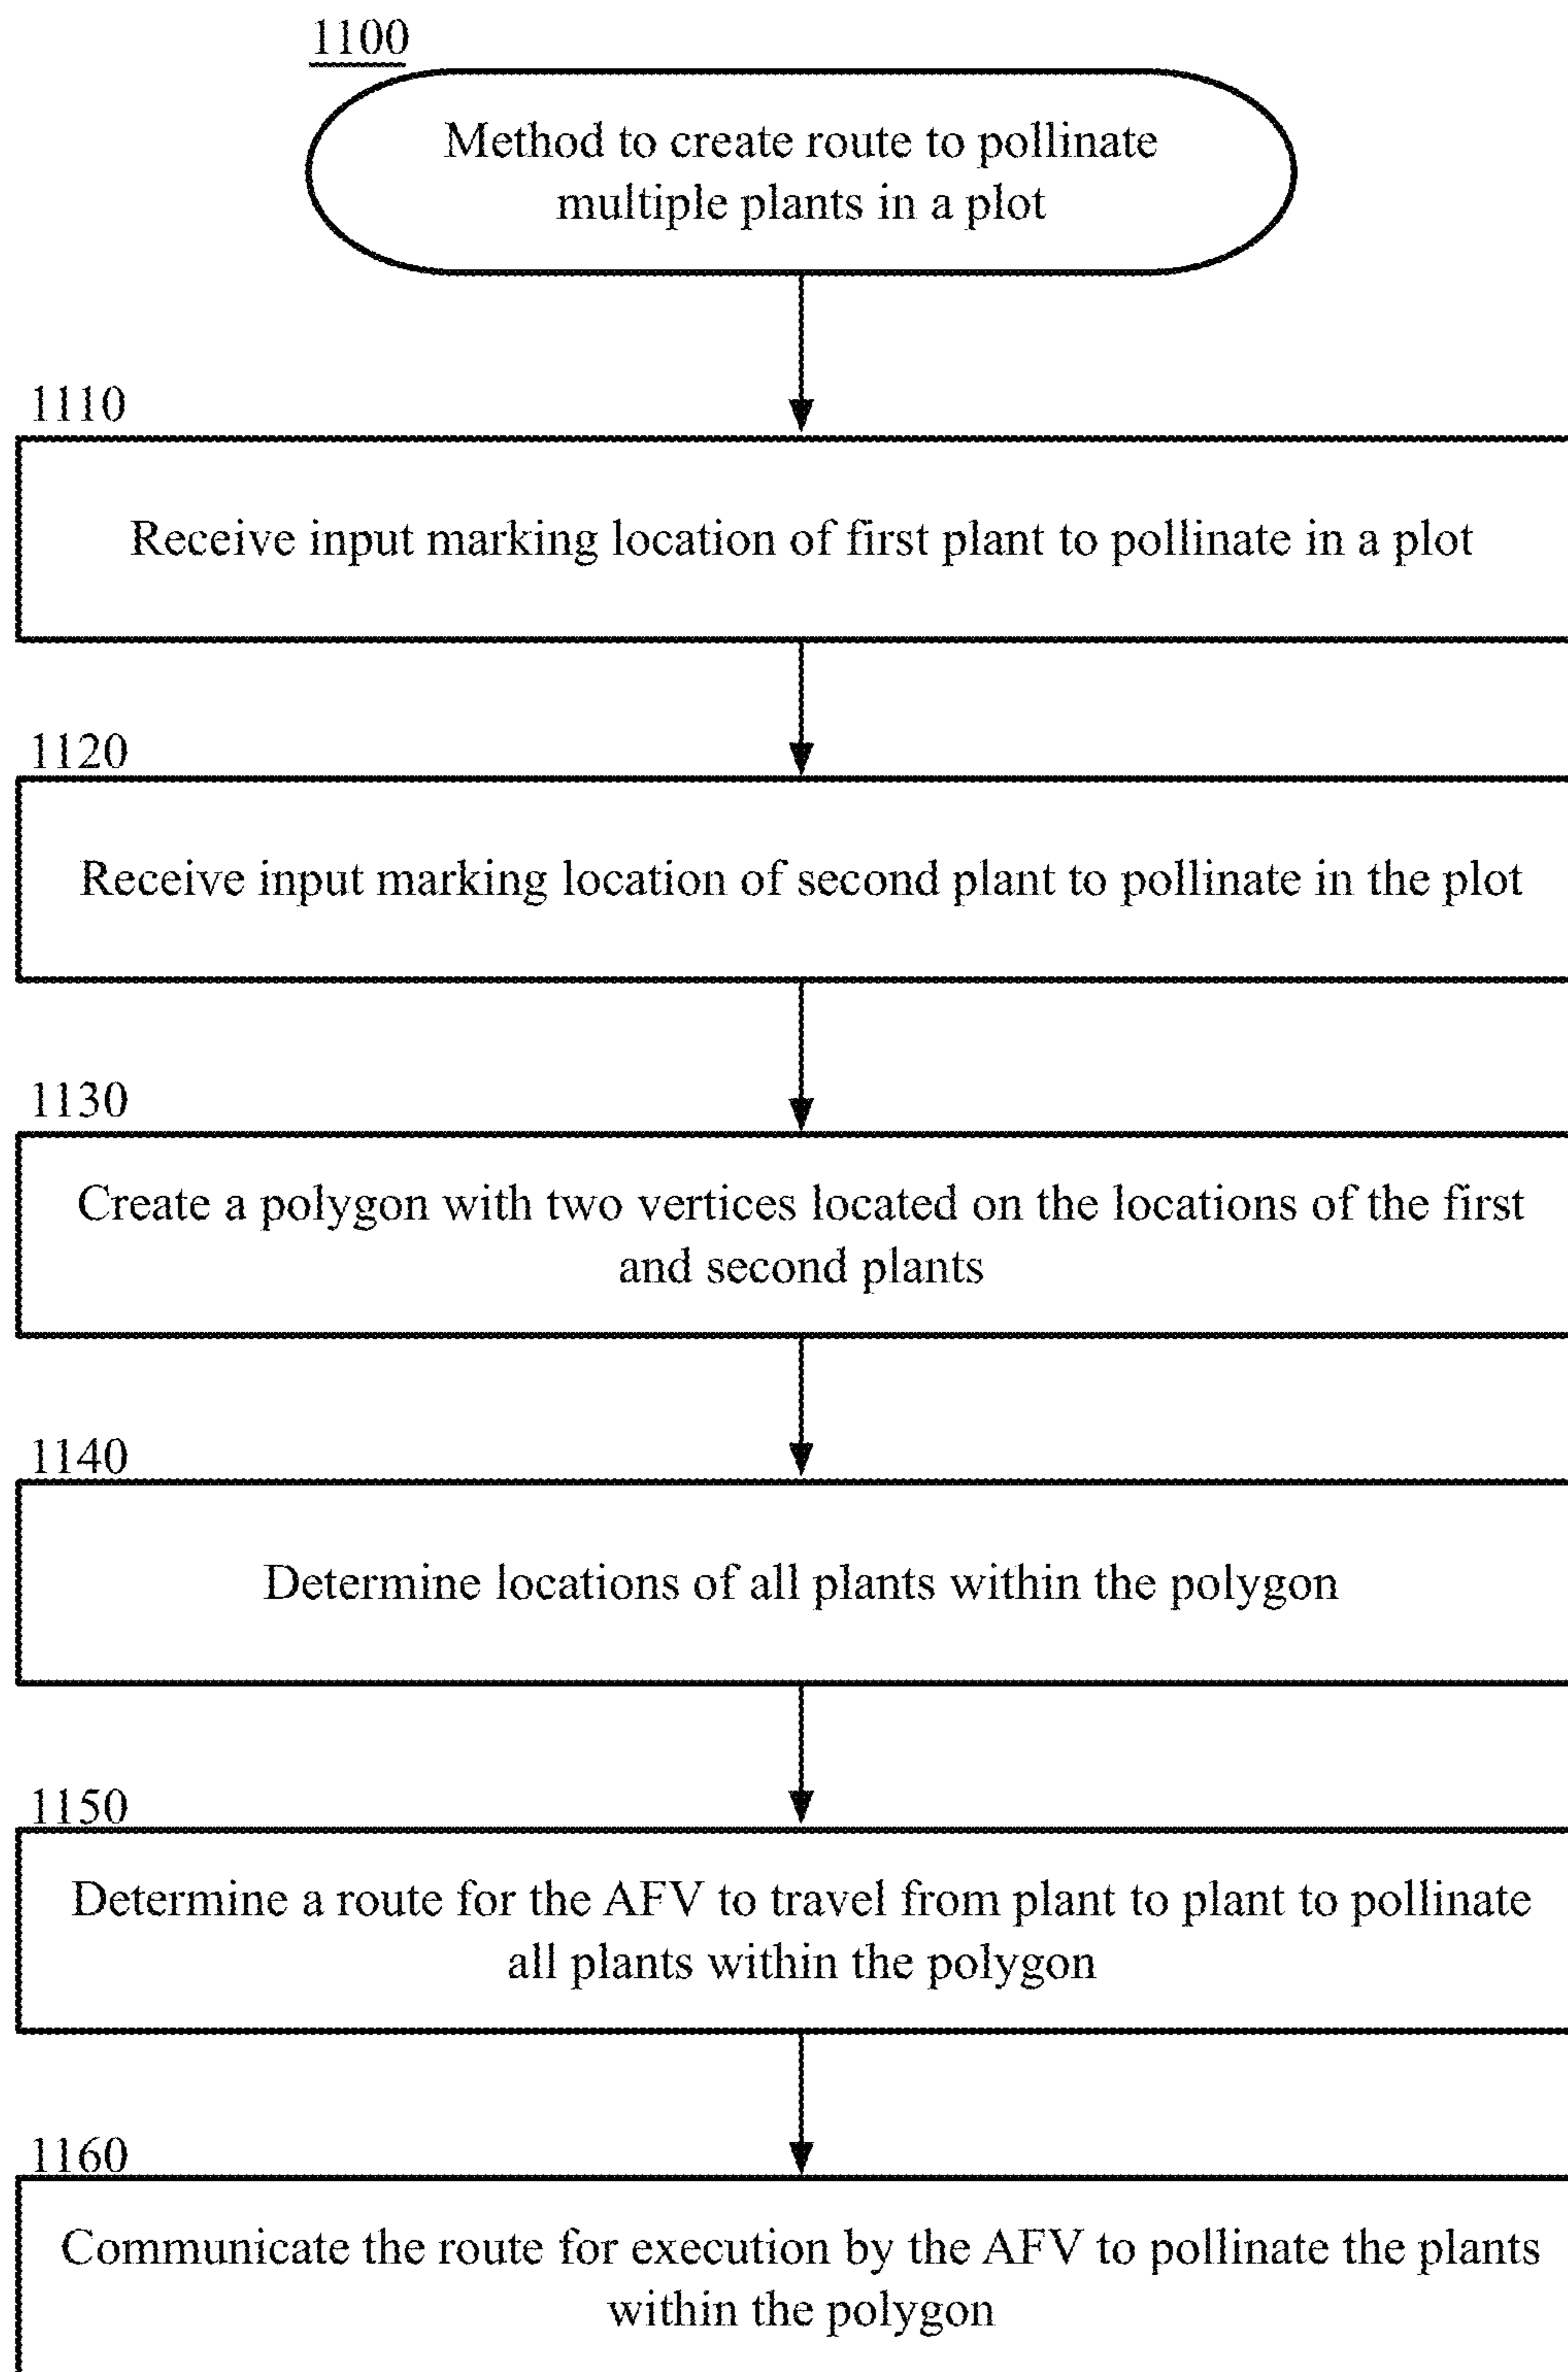 1100
Method to create route to pollinate
multiple plants in a plot
1110
Receive input marking location of first plant to pollinate in a plot
1120
Receive input marking location of second plant to pollinate in the plot
1130
Create a polygon with two vertices located on the locations of the first
and second plants
1140
Determine locations of all plants within the polygon
1150
Determine a route for the AFV to travel from plant to plant to pollinate
all plants within the polygon
1160
Communicate the route for execution by the AFV to pollinate the plants
within the polygon